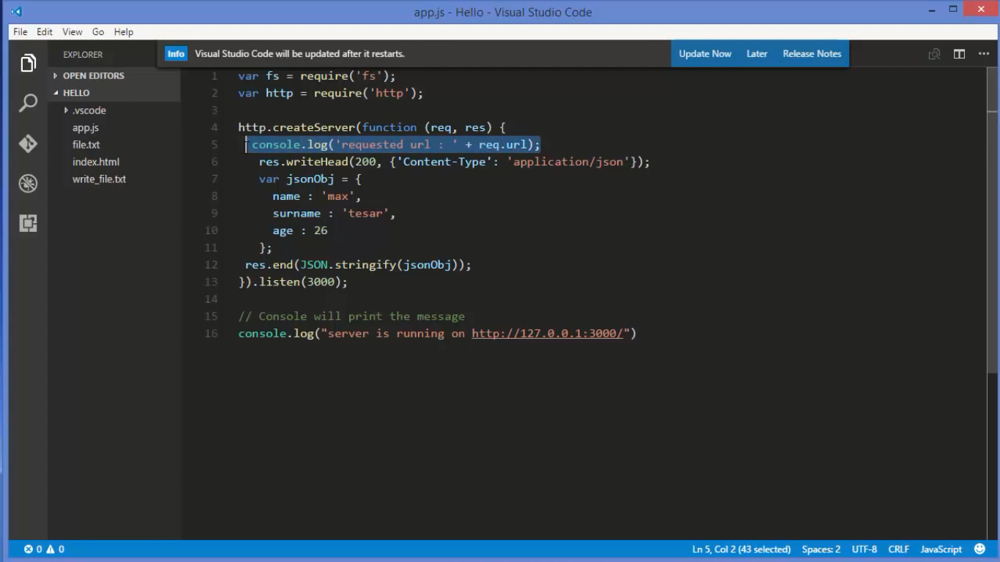 app.js - Hello - Visual Studio Code
File Edit View Go Help
EXPLORER
Info Visual Studio Code will be updated after it restarts. Update Now Later Release Notes
OPEN EDITORS
HELLO
.vscode
app.js
file.txt
index.html
write_file.txt
1 var fs = require('fs');
2 var http = require('http');
3
4 http.createServer(function (req, res) {
5 console.log('requested url : ' + req.url);
6 res.writeHead(200, {'Content-Type': 'application/json'});
7 var jsonObj = {
8 name : 'max',
9 surname : 'tesar',
10 age : 26
11 };
12 res.end(JSON.stringify(jsonObj));
13 }).listen(3000);
14
15 // Console will print the message
16 console.log("server is running on http://127.0.0.1:3000/")
0 0 Ln 5, Col 2 (43 selected) Spaces: 2 UTF-8 CRLF JavaScript